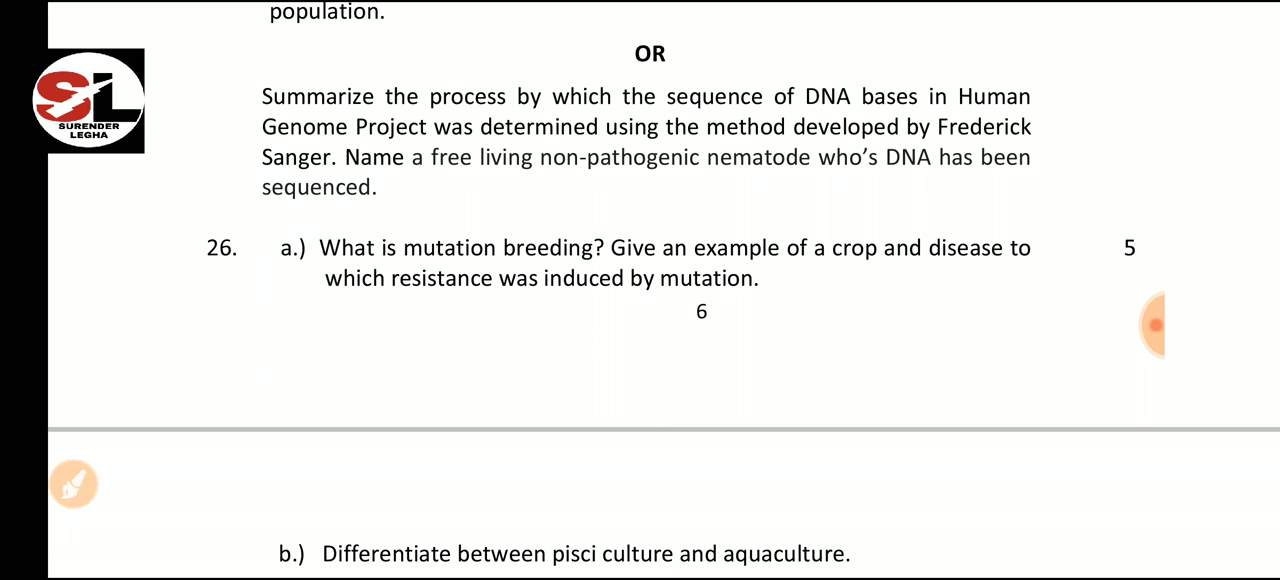 population.
OR
SL
SURENDER
LEGHA
Summarize the process by which the sequence of DNA bases in Human
Genome Project was determined using the method developed by Frederick
Sanger. Name a free living non-pathogenic nematode who’s DNA has been
sequenced.
26. a.) What is mutation breeding? Give an example of a crop and disease to 5
which resistance was induced by mutation.
6
b.) Differentiate between pisci culture and aquaculture.